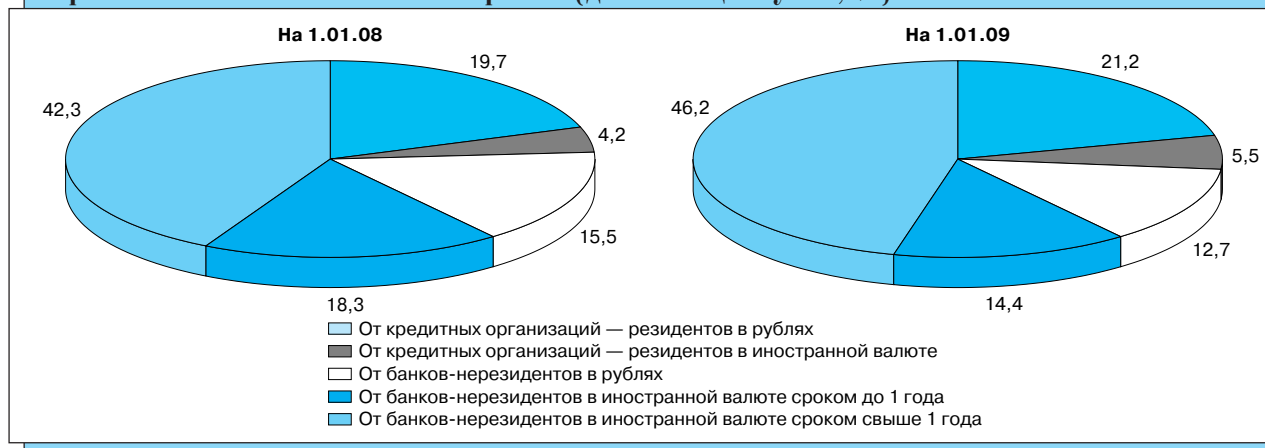 На 1.01.08
19,7
42,3
4,2
15,5
18,3
На 1.01.09
21,2
46,2
5,5
12,7
14,4
От кредитных организаций — резидентов в рублях
От кредитных организаций — резидентов в иностранной валюте
От банков-нерезидентов в рублях
От банков-нерезидентов в иностранной валюте сроком до 1 года
От банков-нерезидентов в иностранной валюте сроком свыше 1 года